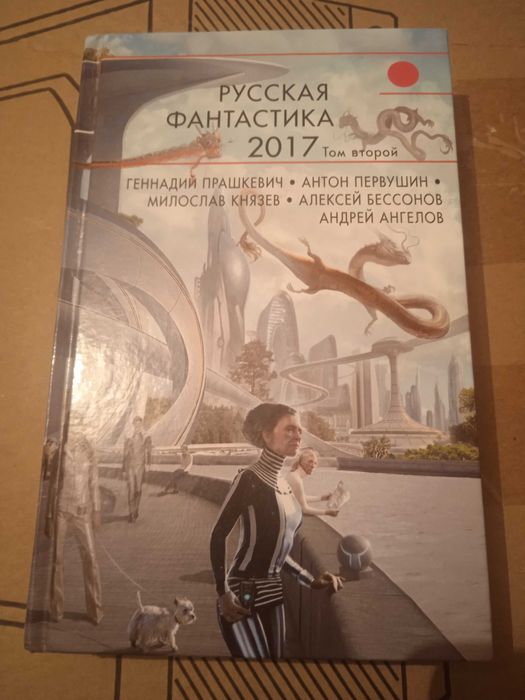 РУССКАЯ
ФАНТАСТИКА
2017 Том второй
ГЕННАДИЙ ПРАШКЕВИЧ • АНТОН ПЕРВУШИН •
МИЛОСЛАВ КНЯЗЕВ • АЛЕКСЕЙ БЕССОНОВ
АНДРЕЙ АНГЕЛОВ